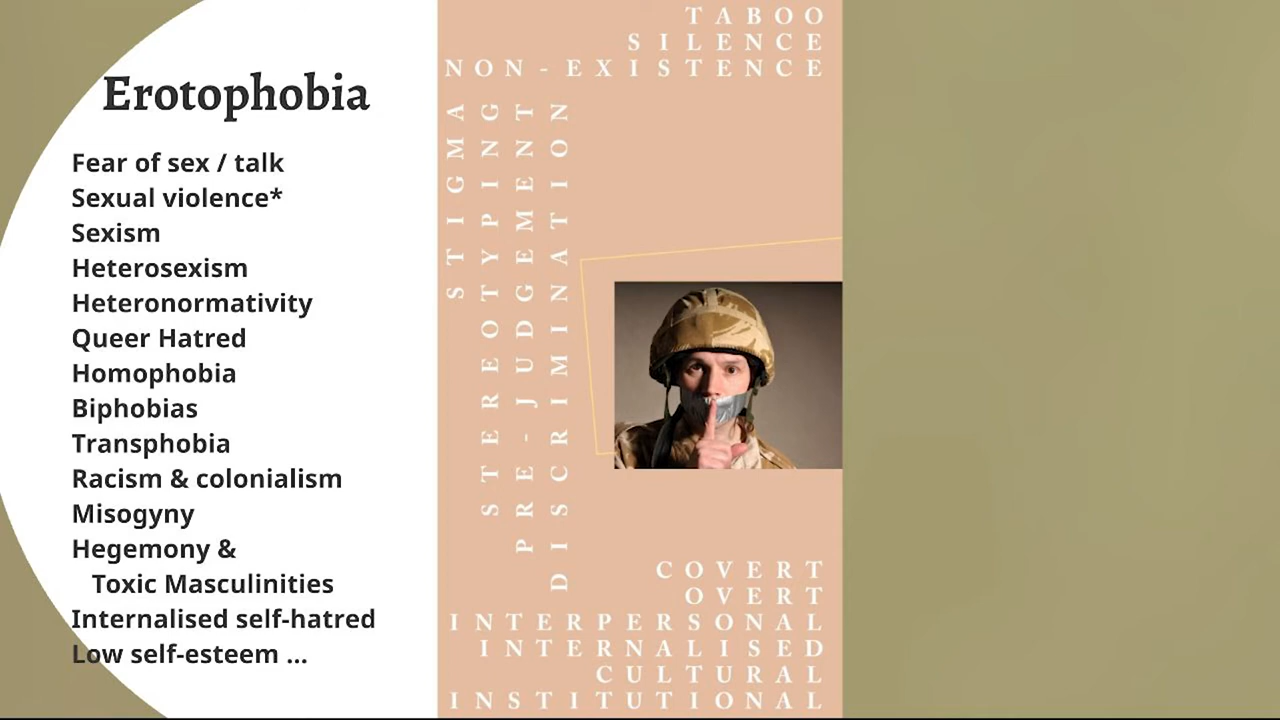 Erotophobia
Fear of sex / talk
Sexual violence*
Sexism
Heterosexism
Heteronormativity
Queer Hatred
Homophobia
Biphobias
Transphobia
Racism & colonialism
Misogyny
Hegemony &
Toxic Masculinities
Internalised self-hatred
Low self-esteem ...
TABOO
SILENCE
NON-EXISTENCE
STIGMA
STEREOTYPING
PRE-JUDGEMENT
DISCRIMINATION
COVERT
OVERT
INTERPERSONAL
INTERNALISED
CULTURAL
INSTITUTIONAL